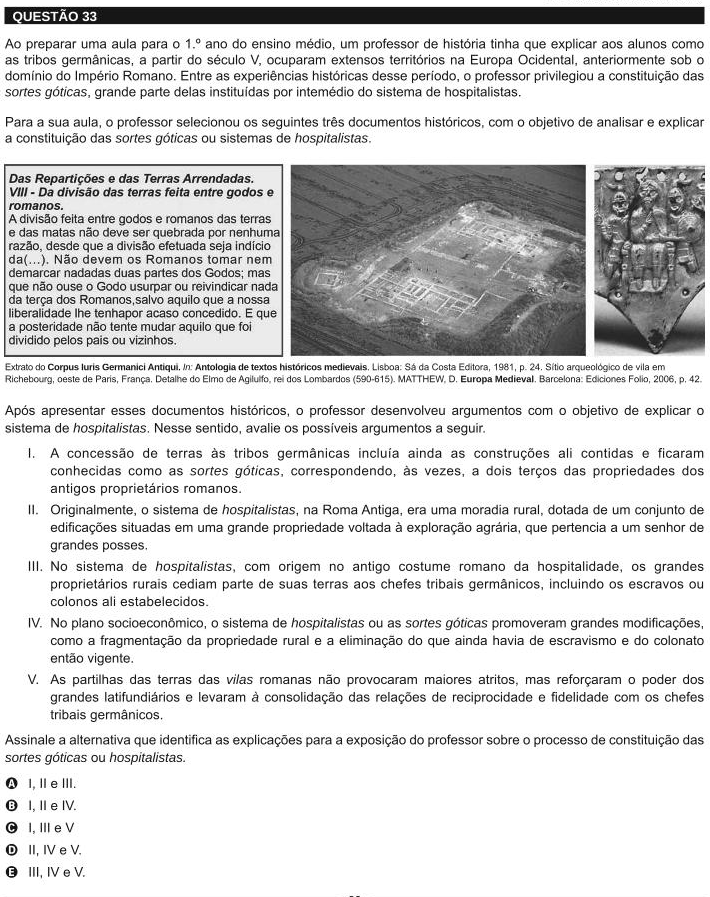 QUESTÃO 33
Ao preparar uma aula para o 1.º ano do ensino médio, um professor de história tinha que explicar aos alunos como
as tribos germânicas, a partir do século V, ocuparam extensos territórios na Europa Ocidental, anteriormente sob o
domínio do Império Romano. Entre as experiências históricas desse período, o professor privilegiou a constituição das
sortes góticas, grande parte delas instituídas por intemédio do sistema de hospitalistas.
Para a sua aula, o professor selecionou os seguintes três documentos históricos, com o objetivo de analisar e explicar
a constituição das sortes góticas ou sistemas de hospitalistas.
Das Repartições e das Terras Arrendadas.
VIII - Da divisão das terras feita entre godos e
romanos.
A divisão feita entre godos e romanos das terras
e das matas não deve ser quebrada por nenhuma
razão, desde que a divisão efetuada seja indício
da(...). Não devem os Romanos tomar nem
demarcar nadadas duas partes dos Godos; mas
que não ouse o Godo usurpar ou reivindicar nada
da terça dos Romanos,salvo aquilo que a nossa
liberalidade lhe tenhapor acaso concedido. E que
a posteridade não tente mudar aquilo que foi
dividido pelos pais ou vizinhos.
Extrato do Corpus Iuris Germanici Antiqui. In: Antologia de textos históricos medievais. Lisboa: Sá da Costa Editora, 1981, p. 24. Sítio arqueológico de vila em
Richebourg, oeste de Paris, França. Detalhe do Elmo de Agilulfo, rei dos Lombardos (590-615). MATTHEW, D. Europa Medieval. Barcelona: Ediciones Folio, 2006, p. 42.
Após apresentar esses documentos históricos, o professor desenvolveu argumentos com o objetivo de explicar o
sistema de hospitalistas. Nesse sentido, avalie os possíveis argumentos a seguir.
I. A concessão de terras às tribos germânicas incluía ainda as construções ali contidas e ficaram
conhecidas como as sortes góticas, correspondendo, às vezes, a dois terços das propriedades dos
antigos proprietários romanos.
II. Originalmente, o sistema de hospitalistas, na Roma Antiga, era uma moradia rural, dotada de um conjunto de
edificações situadas em uma grande propriedade voltada à exploração agrária, que pertencia a um senhor de
grandes posses.
III. No sistema de hospitalistas, com origem no antigo costume romano da hospitalidade, os grandes
proprietários rurais cediam parte de suas terras aos chefes tribais germânicos, incluindo os escravos ou
colonos ali estabelecidos.
IV. No plano socioeconômico, o sistema de hospitalistas ou as sortes góticas promoveram grandes modificações,
como a fragmentação da propriedade rural e a eliminação do que ainda havia de escravismo e do colonato
então vigente.
V. As partilhas das terras das vilas romanas não provocaram maiores atritos, mas reforçaram o poder dos
grandes latifundiários e levaram à consolidação das relações de reciprocidade e fidelidade com os chefes
tribais germânicos.
Assinale a alternativa que identifica as explicações para a exposição do professor sobre o processo de constituição das
sortes góticas ou hospitalistas.
A I, II e III.
B I, II e IV.
C I, III e V
D II, IV e V.
E III, IV e V.